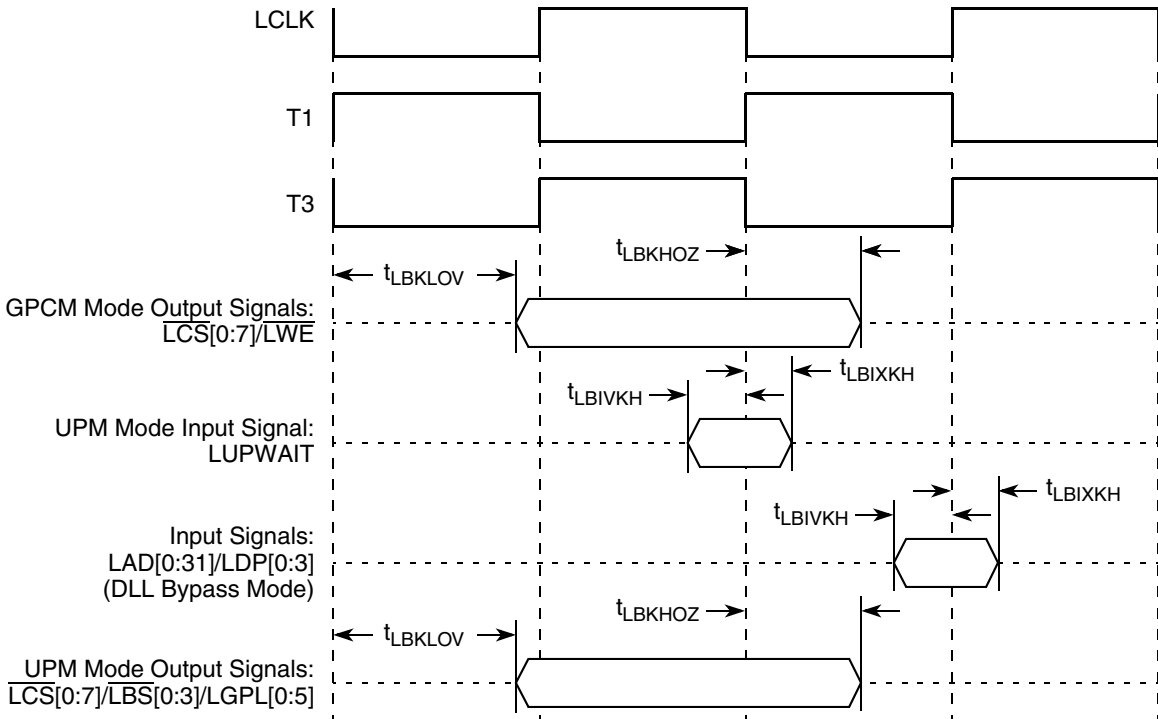 LCLK
T1
T3
tLBKHOZ
tLBKLOV
GPCM Mode Output Signals:
LCS[0:7]/LWE
tLBIXKH
tLBIVKH
UPM Mode Input Signal:
LUPWAIT
tLBIXKH
tLBIVKH
Input Signals:
LAD[0:31]/LDP[0:3]
(DLL Bypass Mode)
tLBKHOZ
tLBKLOV
UPM Mode Output Signals:
LCS[0:7]/LBS[0:3]/LGPL[0:5]